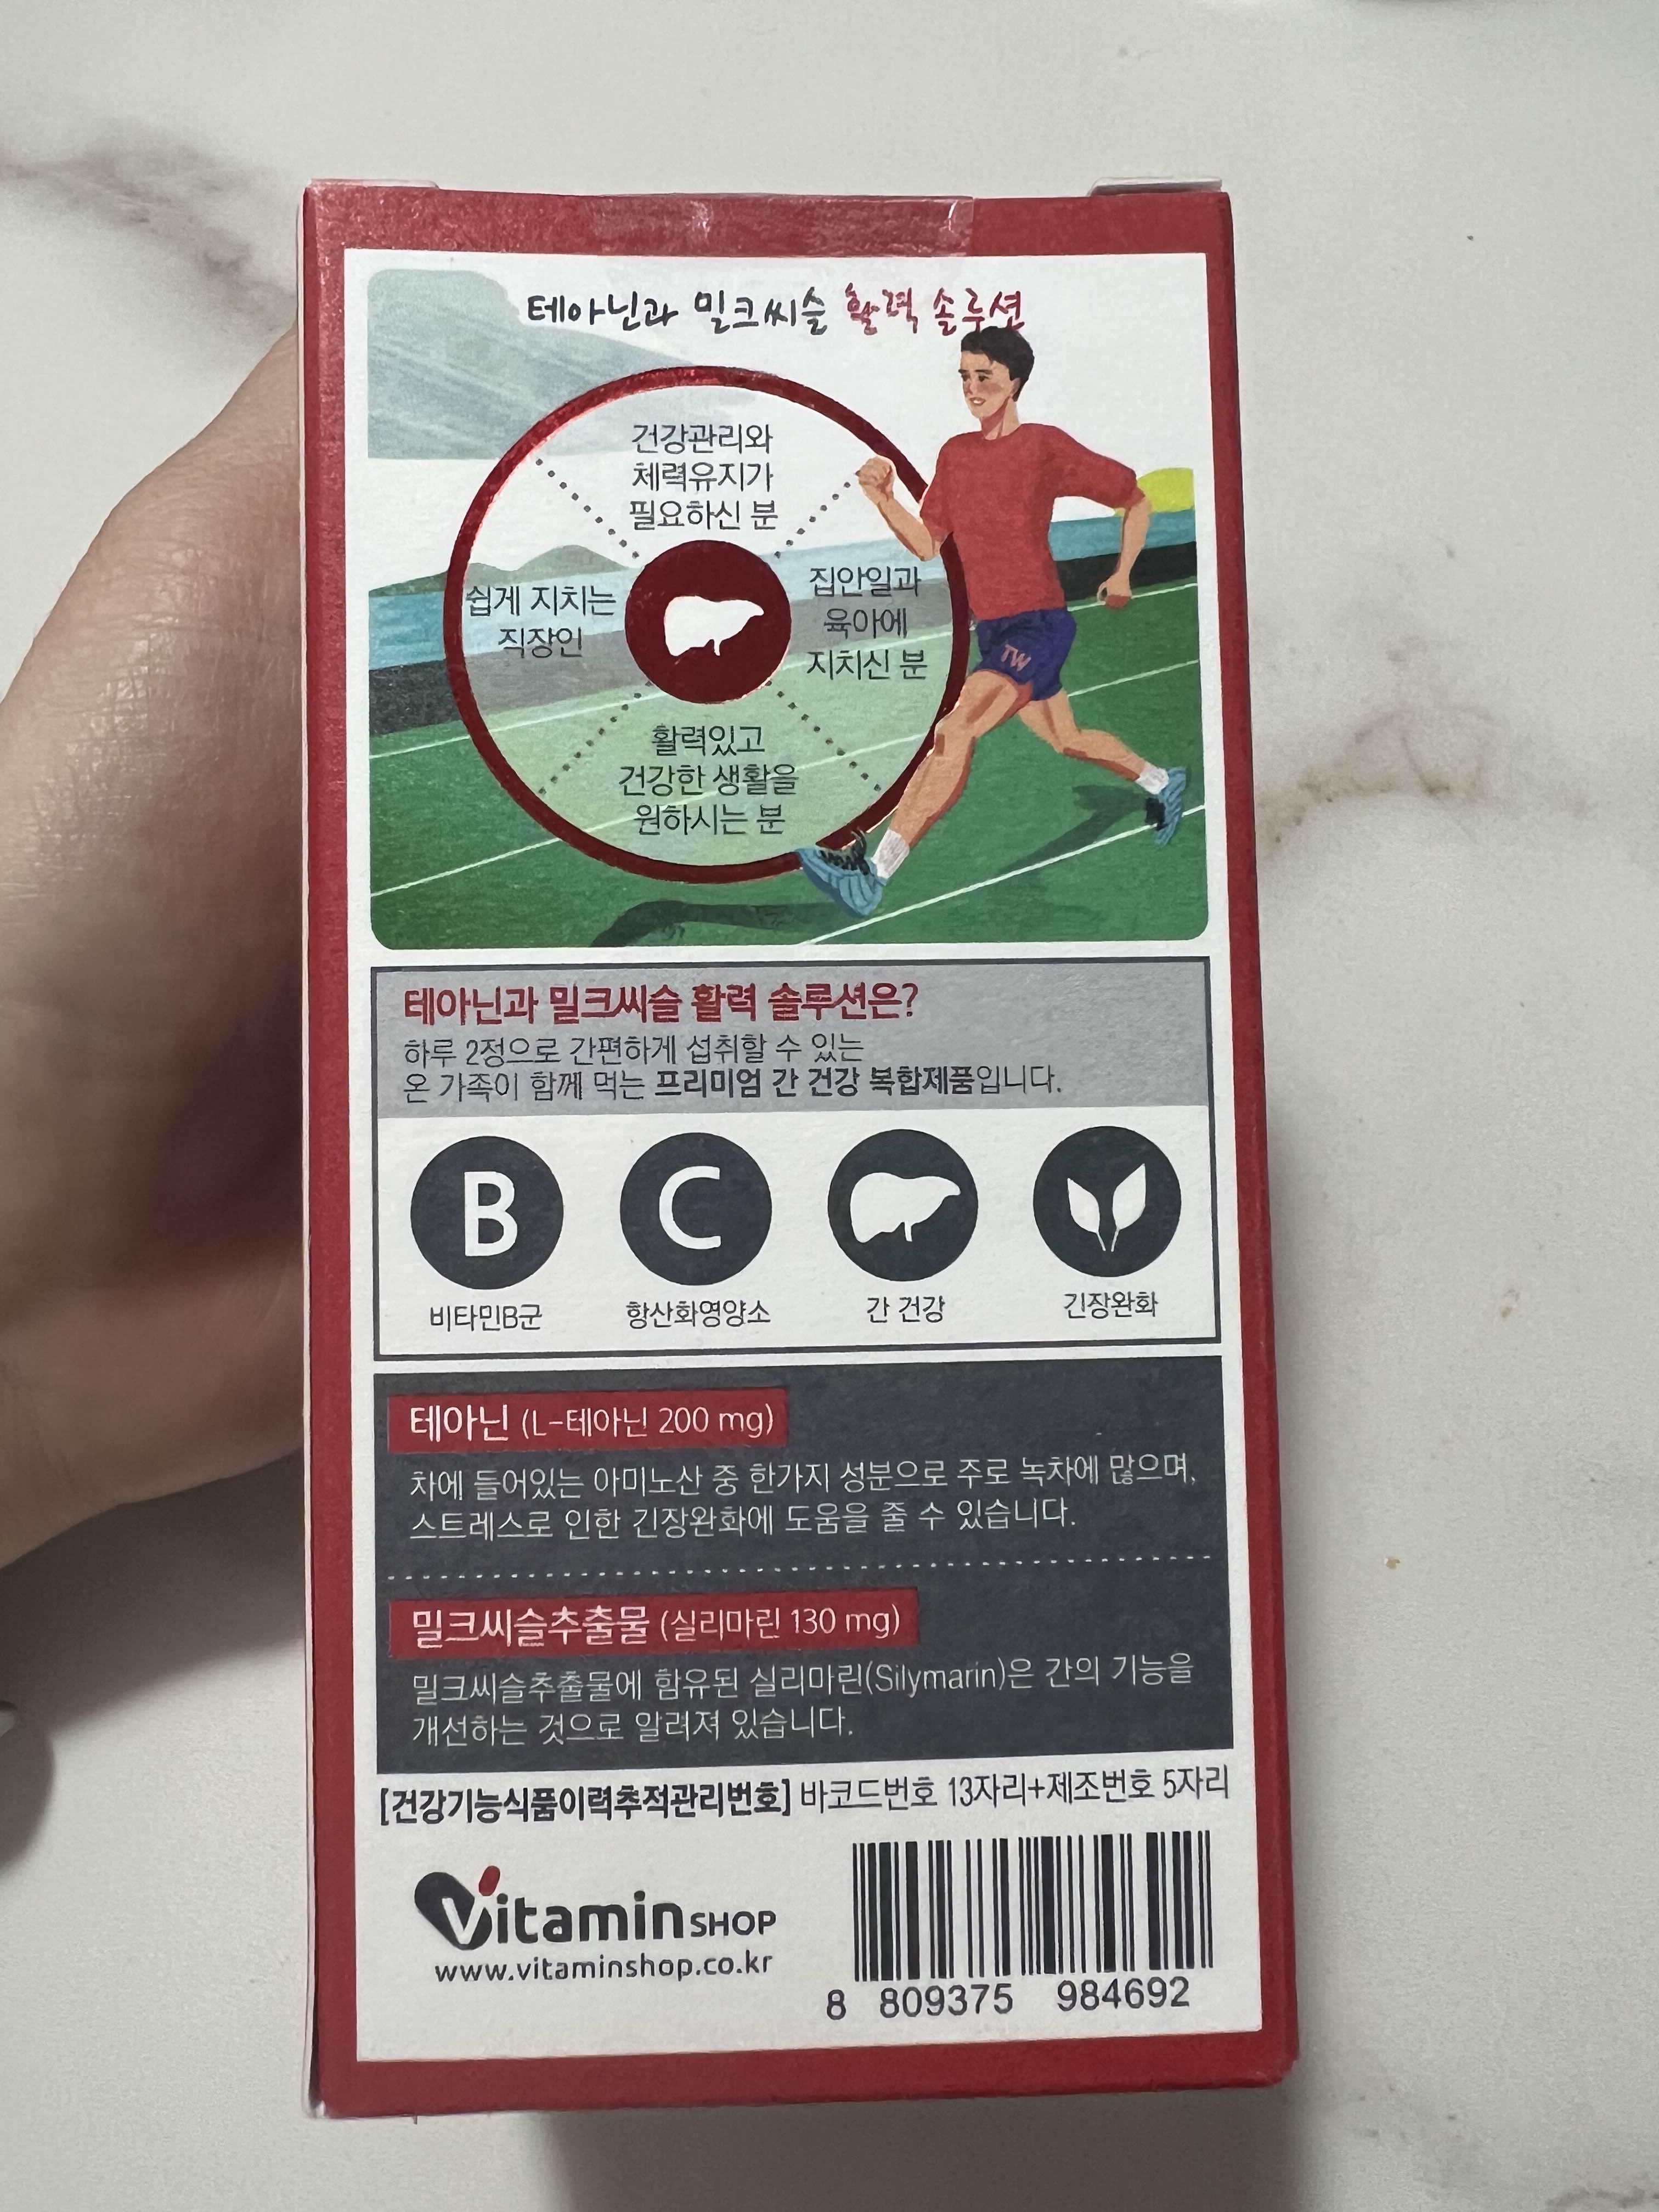 테아닌과 밀크씨슬 활력 솔루션
건강관리와
체력유지가
필요하신 분
쉽게 지치는
직장인
집안일과
육아에
지치신 분
활력있고
건강한 생활을
원하시는 분
TW
테아닌과 밀크씨슬 활력 솔루션은?
하루 2정으로 간편하게 섭취할 수 있는
온 가족이 함께 먹는 프리미엄 간 건강 복합제품입니다.
B
C
비타민B군
항산화영양소
간 건강
긴장완화
테아닌 (L-테아닌 200 mg)
차에 들어있는 아미노산 중 한가지 성분으로 주로 녹차에 많으며,
스트레스로 인한 긴장완화에 도움을 줄 수 있습니다.
밀크씨슬추출물 (실리마린 130 mg)
밀크씨슬추출물에 함유된 실리마린(Silymarin)은 간의 기능을
개선하는 것으로 알려져 있습니다.
[건강기능식품이력추적관리번호] 바코드번호 13자리+제조번호 5자리
Vitamin SHOP
www.vitaminshop.co.kr
8 809375 984692